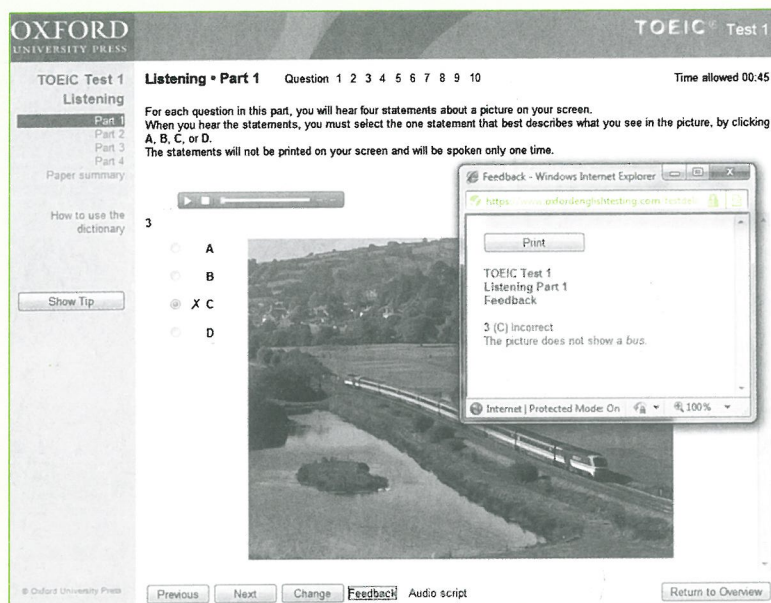 OXFORD
UNIVERSITY PRESS
TOEIC® Test 1
TOEIC Test 1
Listening
Part 1
Part 2
Part 3
Part 4
Paper summary
How to use the
dictionary
Show Tip
© Oxford University Press
Listening • Part 1 Question 1 2 3 4 5 6 7 8 9 10 Time allowed 00:45
For each question in this part, you will hear four statements about a picture on your screen.
When you hear the statements, you must select the one statement that best describes what you see in the picture, by clicking
A, B, C, or D.
The statements will not be printed on your screen and will be spoken only one time.
3
A
B
X C
D
Feedback - Windows Internet Explorer
https: oxfordenglishtesting.com
Print
TOEIC Test 1
Listening Part 1
Feedback
3 (C) Incorrect
The picture does not show a bus.
Internet | Protected Mode: On 100%
Previous Next Change Feedback Audio script Return to Overview